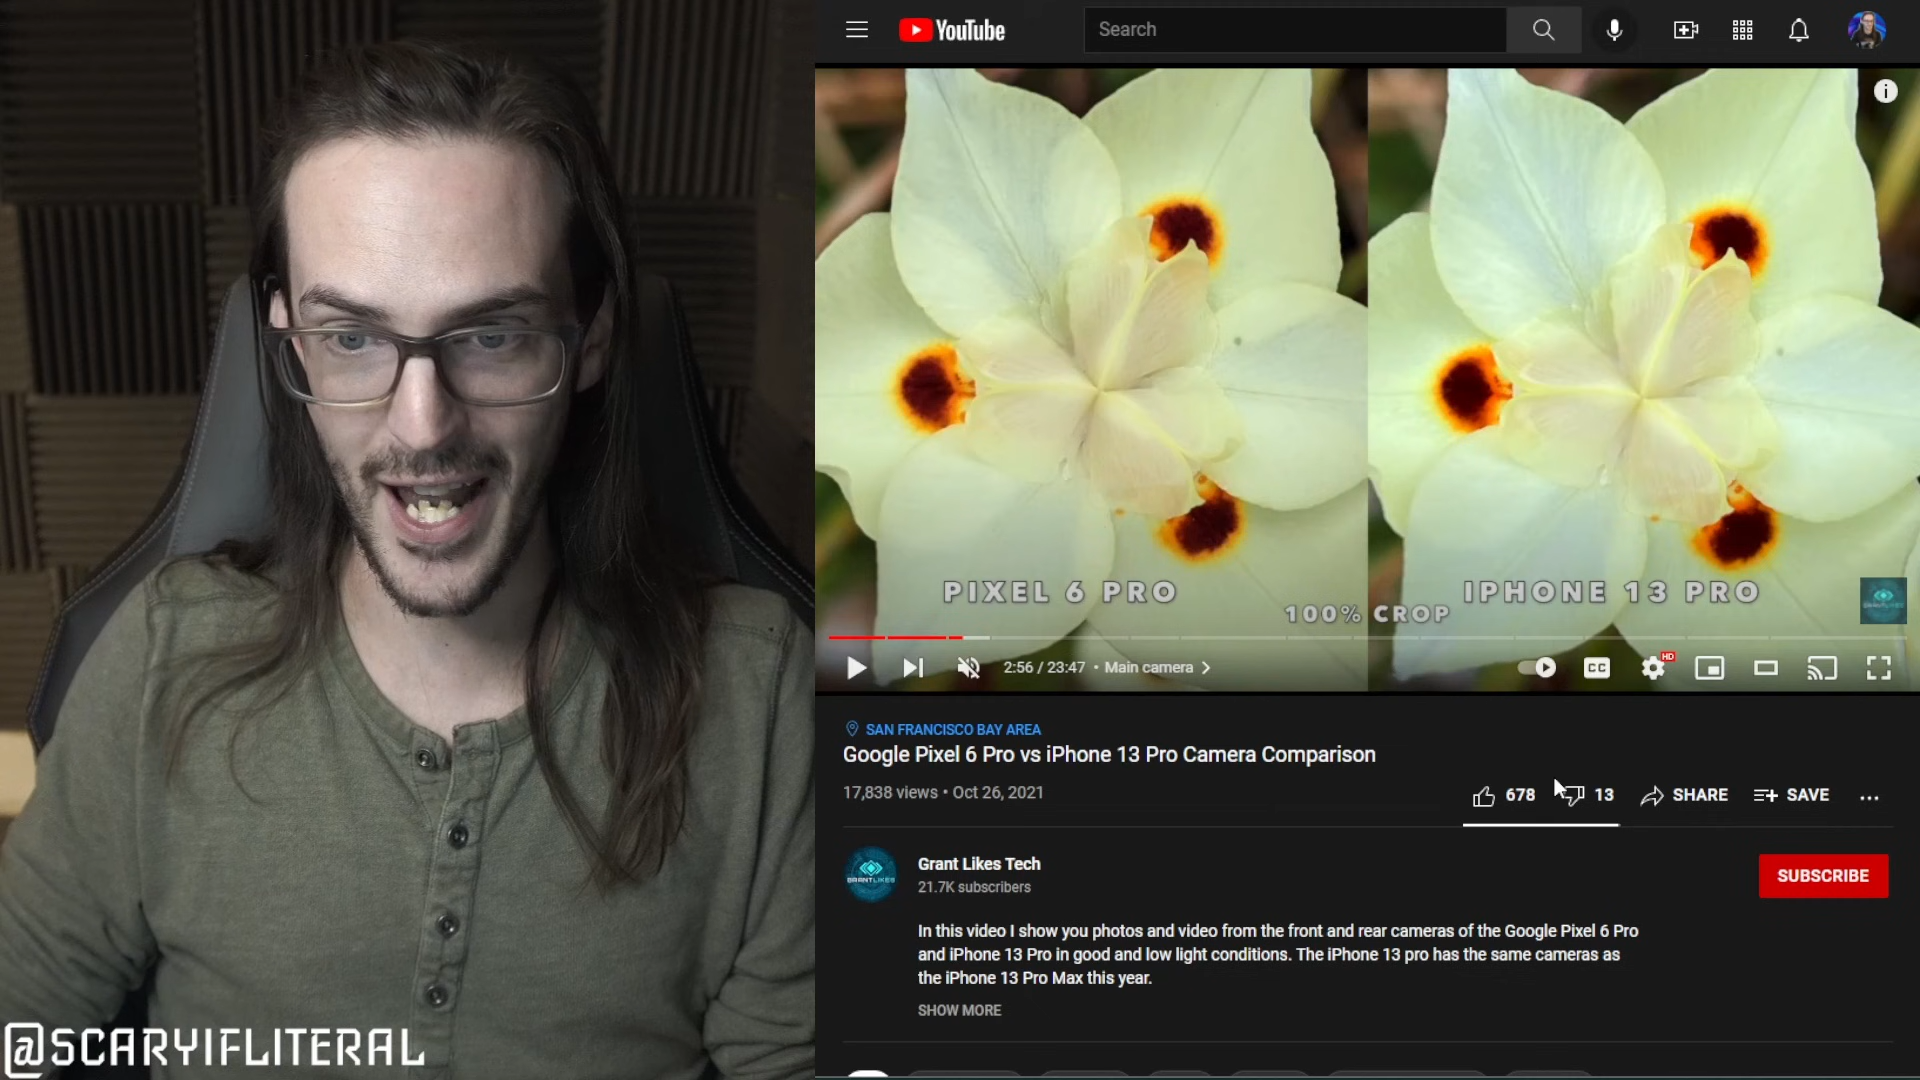 YouTube
Search
PIXEL 6 PRO
IPHONE 13 PRO
100% CROP
HD
2:56 / 23:47 • Main camera
CC
SAN FRANCISCO BAY AREA
Google Pixel 6 Pro vs iPhone 13 Pro Camera Comparison
17,838 views • Oct 26, 2021
678
13
SHARE
SAVE
GRANTLIKES
Grant Likes Tech
21.7K subscribers
SUBSCRIBE
In this video I show you photos and video from the front and rear cameras of the Google Pixel 6 Pro
and iPhone 13 Pro in good and low light conditions. The iPhone 13 pro has the same cameras as
the iPhone 13 Pro Max this year.
SHOW MORE
@SCARYIFLITERAL